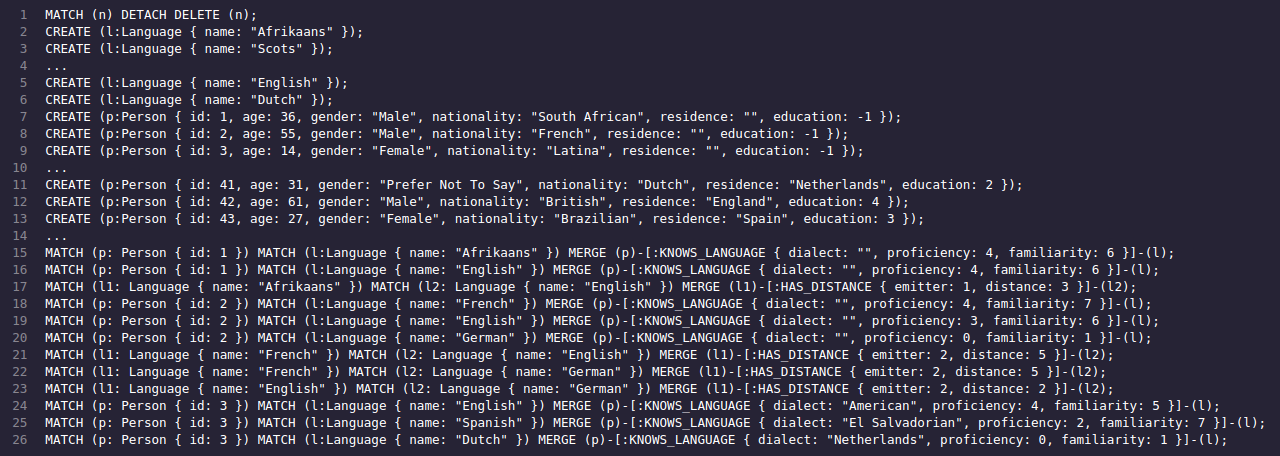 1 MATCH (n) DETACH DELETE (n);
2 CREATE (l:Language { name: "Afrikaans" });
3 CREATE (l:Language { name: "Scots" });
4 ...
5 CREATE (l:Language { name: "English" });
6 CREATE (l:Language { name: "Dutch" });
7 CREATE (p:Person { id: 1, age: 36, gender: "Male", nationality: "South African", residence: "", education: -1 });
8 CREATE (p:Person { id: 2, age: 55, gender: "Male", nationality: "French", residence: "", education: -1 });
9 CREATE (p:Person { id: 3, age: 14, gender: "Female", nationality: "Latina", residence: "", education: -1 });
10 ...
11 CREATE (p:Person { id: 41, age: 31, gender: "Prefer Not To Say", nationality: "Dutch", residence: "Netherlands", education: 2 });
12 CREATE (p:Person { id: 42, age: 61, gender: "Male", nationality: "British", residence: "England", education: 4 });
13 CREATE (p:Person { id: 43, age: 27, gender: "Female", nationality: "Brazilian", residence: "Spain", education: 3 });
14 ...
15 MATCH (p: Person { id: 1 }) MATCH (l:Language { name: "Afrikaans" }) MERGE (p)-[:KNOWS_LANGUAGE { dialect: "", proficiency: 4, familiarity: 6 }]-(l);
16 MATCH (p: Person { id: 1 }) MATCH (l:Language { name: "English" }) MERGE (p)-[:KNOWS_LANGUAGE { dialect: "", proficiency: 4, familiarity: 6 }]-(l);
17 MATCH (l1: Language { name: "Afrikaans" }) MATCH (l2: Language { name: "English" }) MERGE (l1)-[:HAS_DISTANCE { emitter: 1, distance: 3 }]-(l2);
18 MATCH (p: Person { id: 2 }) MATCH (l:Language { name: "French" }) MERGE (p)-[:KNOWS_LANGUAGE { dialect: "", proficiency: 4, familiarity: 7 }]-(l);
19 MATCH (p: Person { id: 2 }) MATCH (l:Language { name: "English" }) MERGE (p)-[:KNOWS_LANGUAGE { dialect: "", proficiency: 3, familiarity: 6 }]-(l);
20 MATCH (p: Person { id: 2 }) MATCH (l:Language { name: "German" }) MERGE (p)-[:KNOWS_LANGUAGE { dialect: "", proficiency: 0, familiarity: 1 }]-(l);
21 MATCH (l1: Language { name: "French" }) MATCH (l2: Language { name: "English" }) MERGE (l1)-[:HAS_DISTANCE { emitter: 2, distance: 5 }]-(l2);
22 MATCH (l1: Language { name: "French" }) MATCH (l2: Language { name: "German" }) MERGE (l1)-[:HAS_DISTANCE { emitter: 2, distance: 5 }]-(l2);
23 MATCH (l1: Language { name: "English" }) MATCH (l2: Language { name: "German" }) MERGE (l1)-[:HAS_DISTANCE { emitter: 2, distance: 2 }]-(l2);
24 MATCH (p: Person { id: 3 }) MATCH (l:Language { name: "English" }) MERGE (p)-[:KNOWS_LANGUAGE { dialect: "American", proficiency: 4, familiarity: 5 }]-(l);
25 MATCH (p: Person { id: 3 }) MATCH (l:Language { name: "Spanish" }) MERGE (p)-[:KNOWS_LANGUAGE { dialect: "El Salvadorian", proficiency: 2, familiarity: 7 }]-(l);
26 MATCH (p: Person { id: 3 }) MATCH (l:Language { name: "Dutch" }) MERGE (p)-[:KNOWS_LANGUAGE { dialect: "Netherlands", proficiency: 0, familiarity: 1 }]-(l);